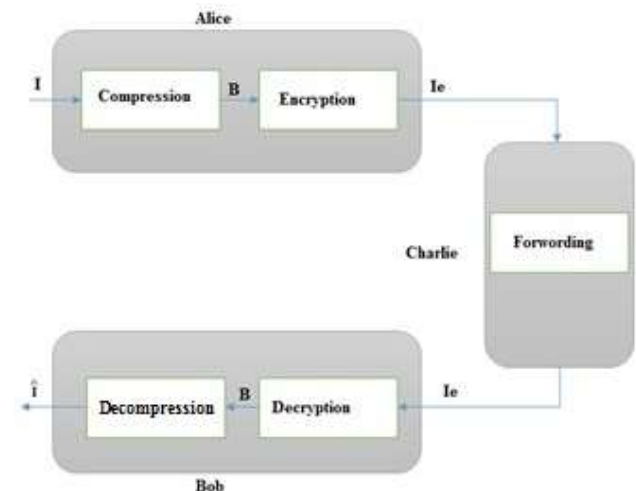 Alice
I
Compression
B
Encryption
Ie
Forwording
Charlie
Î
Decompression
B
Decryption
Ie
Bob